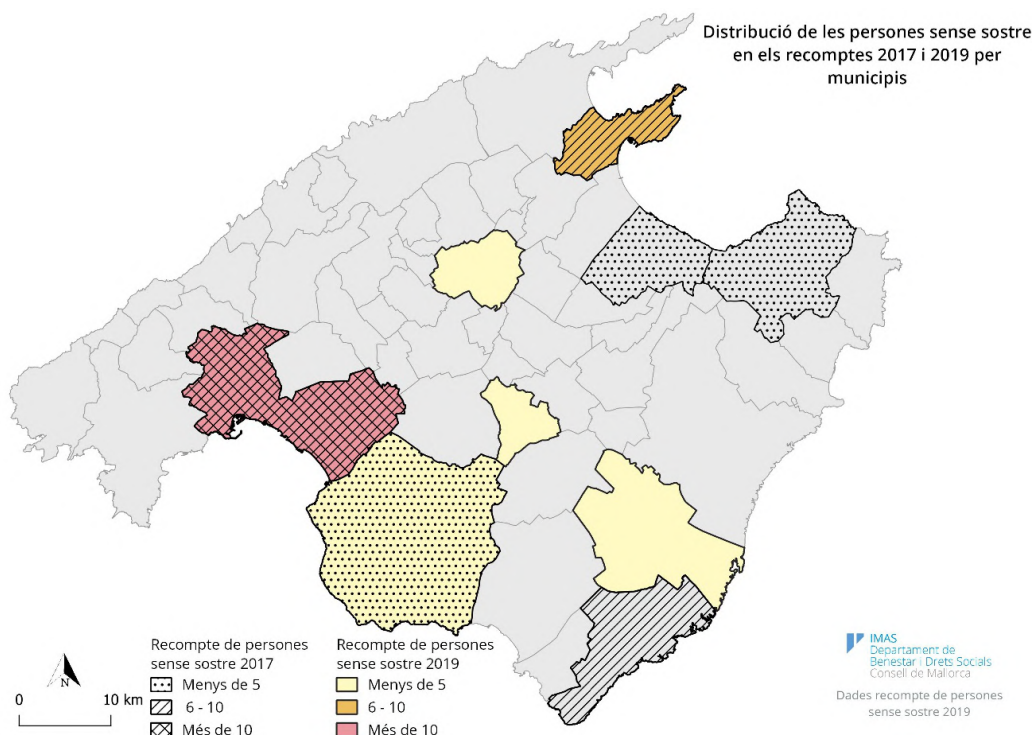 Distribució de les persones sense sostre
en els recomptes 2017 i 2019 per
municipis
Recompte de persones
sense sostre 2017
Menys de 5
6 - 10
Més de 10
Recompte de persones
sense sostre 2019
Menys de 5
6 - 10
Més de 10
N
0 10 km
IMAS
Departament de
Benestar i Drets Socials
Consell de Mallorca
Dades recompte de persones
sense sostre 2019